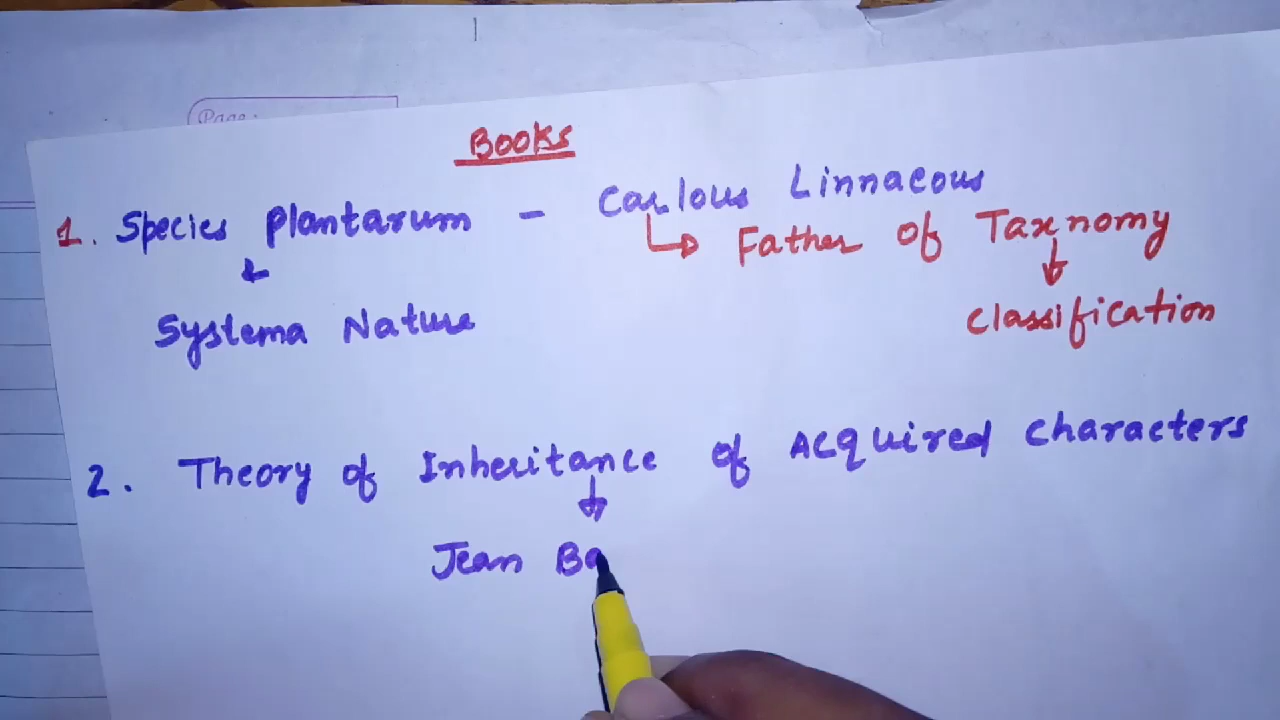 Page:
Books
1. Species Plantarum - Carlous Linnaeous
Father of Taxnomy
Systema Nature
Classification
2. Theory of Inheritance of Acquired Characters
Jean Ba